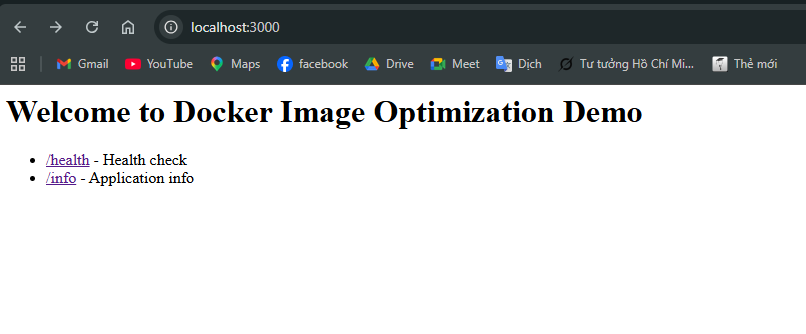 localhost:3000
Gmail YouTube Maps facebook Drive Meet Dịch Tư tưởng Hồ Chí Mi... Thẻ mới
Welcome to Docker Image Optimization Demo
/health - Health check
/info - Application info